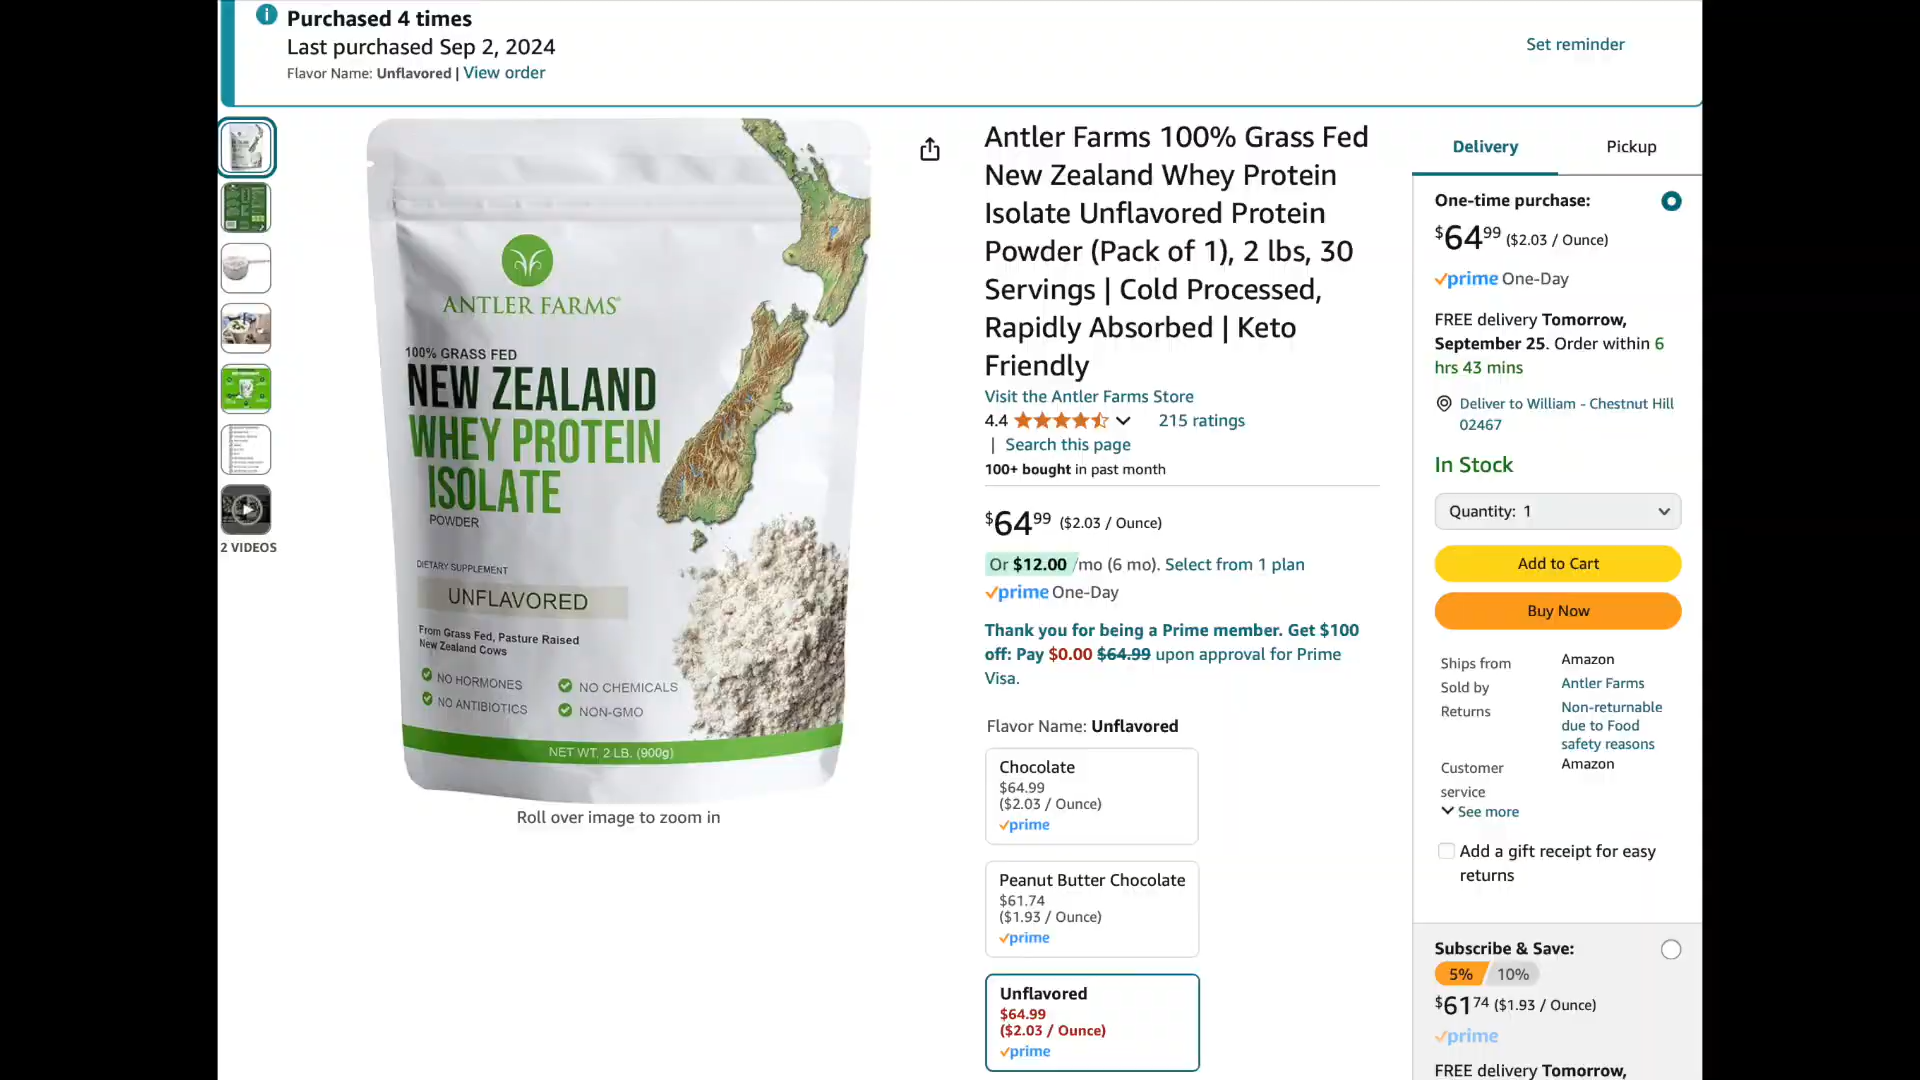 Purchased 4 times
Last purchased Sep 2, 2024
Flavor Name: Unflavored | View order
Set reminder
2 VIDEOS
ANTLER FARMS®
100% GRASS FED
NEW ZEALAND
WHEY PROTEIN
ISOLATE
POWDER
DIETARY SUPPLEMENT
UNFLAVORED
From Grass Fed, Pasture Raised
New Zealand Cows
NO HORMONES
NO CHEMICALS
NO ANTIBIOTICS
NON-GMO
NET WT. 2 LB. (900g)
Roll over image to zoom in
Antler Farms 100% Grass Fed
New Zealand Whey Protein
Isolate Unflavored Protein
Powder (Pack of 1), 2 lbs, 30
Servings | Cold Processed,
Rapidly Absorbed | Keto
Friendly
Visit the Antler Farms Store
4.4 215 ratings
| Search this page
100+ bought in past month
$64.99 ($2.03 / Ounce)
Or $12.00 /mo (6 mo). Select from 1 plan
prime One-Day
Thank you for being a Prime member. Get $100
off: Pay $0.00 $64.99 upon approval for Prime
Visa.
Flavor Name: Unflavored
Chocolate
$64.99
($2.03 / Ounce)
prime
Peanut Butter Chocolate
$61.74
($1.93 / Ounce)
prime
Unflavored
$64.99
($2.03 / Ounce)
prime
Delivery
Pickup
One-time purchase:
$64.99 ($2.03 / Ounce)
prime One-Day
FREE delivery Tomorrow,
September 25. Order within 6
hrs 43 mins
Deliver to William - Chestnut Hill
02467
In Stock
Quantity: 1
Add to Cart
Buy Now
Ships from Amazon
Sold by Antler Farms
Returns Non-returnable
due to Food
safety reasons
Customer
service
Amazon
See more
Add a gift receipt for easy
returns
Subscribe & Save:
5% 10%
$61.74 ($1.93 / Ounce)
prime
FREE delivery Tomorrow,